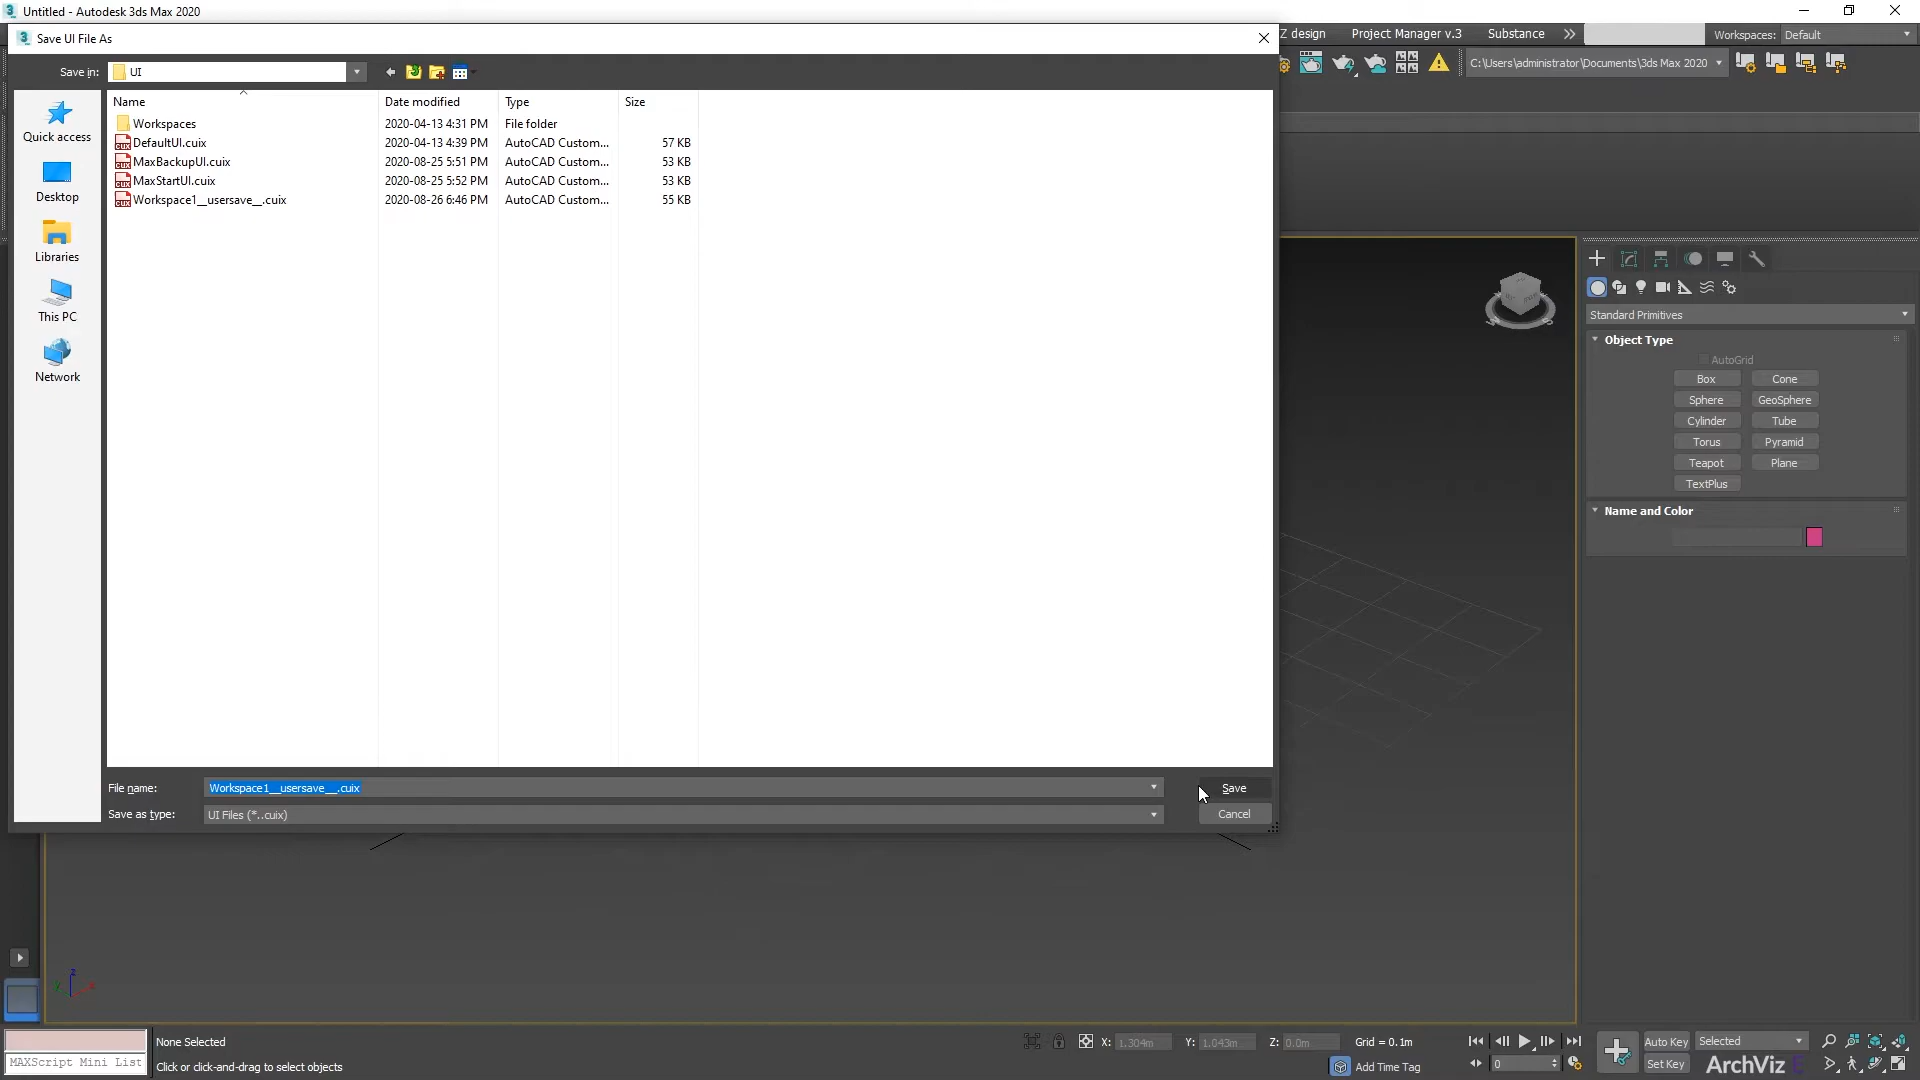 Untitled - Autodesk 3ds Max 2020
Save UI File As
Z design Project Manager v.3 Substance Workspaces: Default
Save in: UI
C:\Users\administrator\Documents\3ds Max 2020
Name Date modified Type Size
Quick access
Desktop
Libraries
This PC
Network
Workspaces 2020-04-13 4:31 PM File folder
DefaultUI.cuix 2020-04-13 4:39 PM AutoCAD Custom... 57 KB
MaxBackupUI.cuix 2020-08-25 5:51 PM AutoCAD Custom... 53 KB
MaxStartUI.cuix 2020-08-25 5:52 PM AutoCAD Custom... 53 KB
Workspace1__usersave__.cuix 2020-08-26 6:46 PM AutoCAD Custom... 55 KB
File name: Workspace1__usersave__.cuix Save
Save as type: UI Files (*..cuix) Cancel
Standard Primitives
Object Type
AutoGrid
Box Cone
Sphere GeoSphere
Cylinder Tube
Torus Pyramid
Teapot Plane
TextPlus
Name and Color
z
y x
None Selected X: 1.304m Y: 1.043m Z: 0.0m Grid = 0.1m Auto Key Selected
MAXScript Mini List Click or click-and-drag to select objects Add Time Tag 0 Set Key ArchViz E